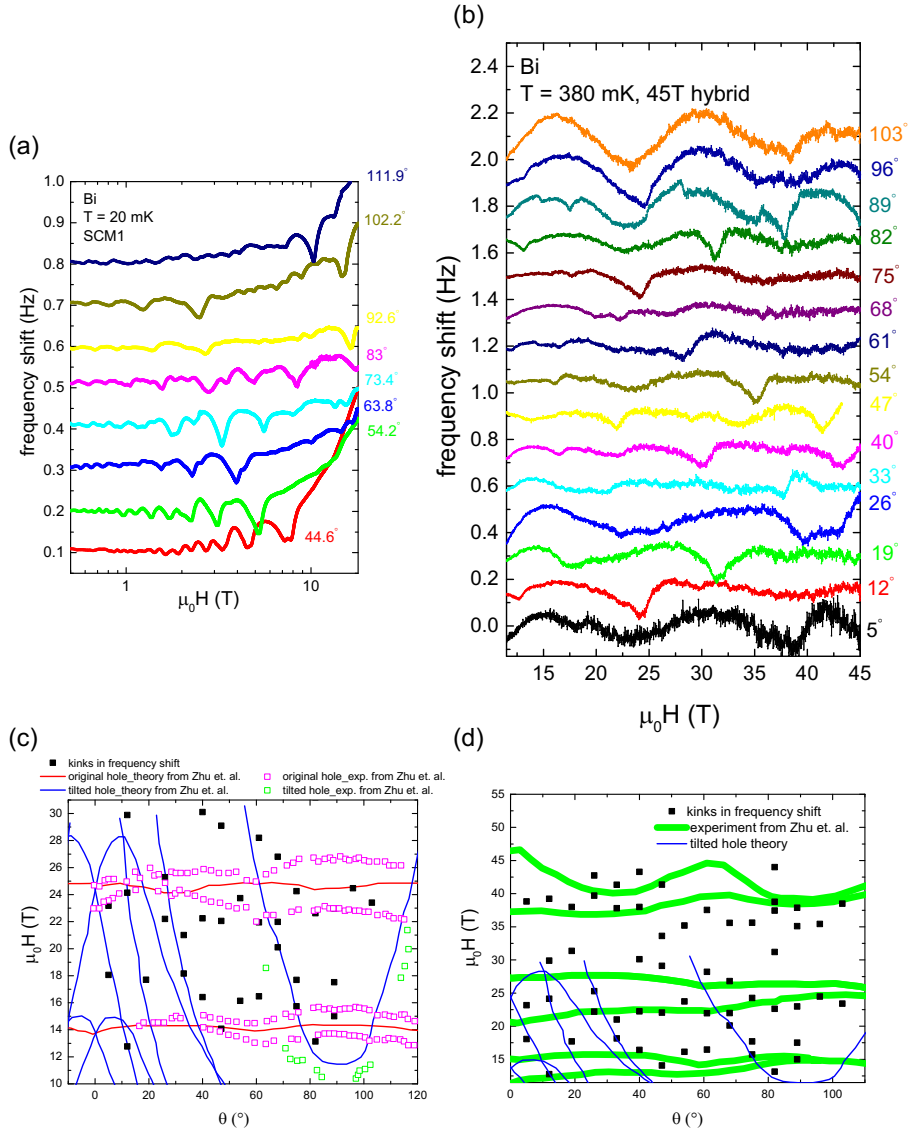 (a)
Bi
T = 20 mK
SCM1
111.9°
102.2°
92.6°
83°
73.4°
63.8°
54.2°
44.6°
1.0
0.9
0.8
0.7
0.6
0.5
0.4
0.3
0.2
0.1
frequency shift (Hz)
1
10
μ₀H (T)
(b)
Bi
T = 380 mK, 45T hybrid
103°
96°
89°
82°
75°
68°
61°
54°
47°
40°
33°
26°
19°
12°
5°
2.4
2.2
2.0
1.8
1.6
1.4
1.2
1.0
0.8
0.6
0.4
0.2
0.0
frequency shift (Hz)
15 20 25 30 35 40 45
μ₀H (T)
(c)
kinks in frequency shift
original hole_theory from Zhu et. al.
original hole_exp. from Zhu et. al.
tilted hole_theory from Zhu et. al.
tilted hole_exp. from Zhu et. al.
30
28
26
24
22
20
18
16
14
12
10
μ₀H (T)
0 20 40 60 80 100 120
θ (°)
(d)
kinks in frequency shift
experiment from Zhu et. al.
tilted hole theory
55
50
45
40
35
30
25
20
15
μ₀H (T)
0 20 40 60 80 100
θ (°)